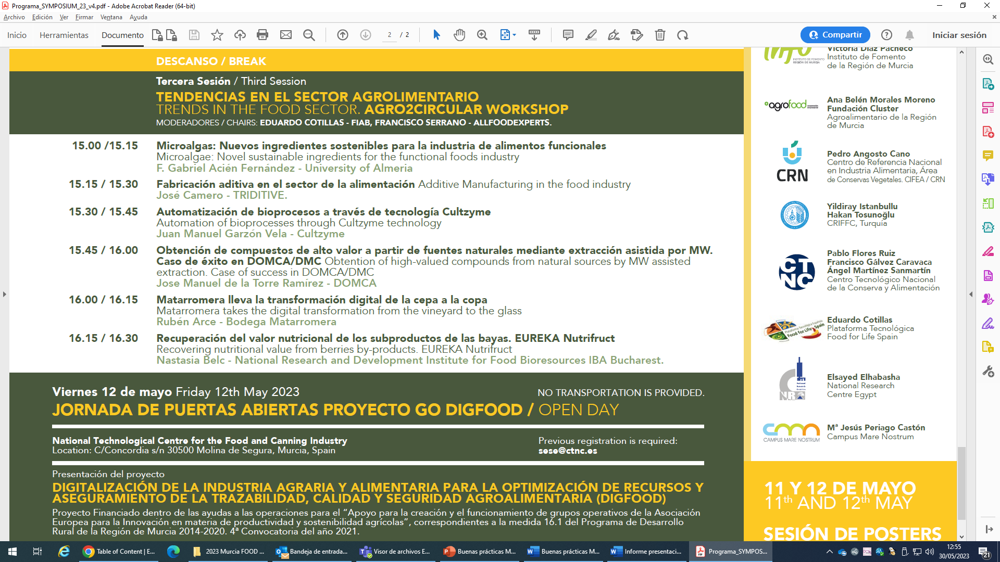 Programa_SYMPOSIUM_23_v4.pdf - Adobe Acrobat Reader (64-bit)
Archivo Edición Ver Firmar Ventana Ayuda
Inicio Herramientas Documento 2 / 2 Compartir Iniciar sesión
DESCANSO / BREAK
Tercera Sesión / Third Session
TENDENCIAS EN EL SECTOR AGROLIMENTARIO
TRENDS IN THE FOOD SECTOR. AGRO2CIRCULAR WORKSHOP
MODERADORES / CHAIRS: EDUARDO COTILLAS - FIAB, FRANCISCO SERRANO - ALLFOODEXPERTS.
15.00 /15.15 Microalgas: Nuevos ingredientes sostenibles para la industria de alimentos funcionales
Microalgae: Novel sustainable ingredients for the functional foods industry
F. Gabriel Acién Fernández - University of Almeria
15.15 / 15.30 Fabricación aditiva en el sector de la alimentación Additive Manufacturing in the food industry
José Camero - TRIDITIVE.
15.30 / 15.45 Automatización de bioprocesos a través de tecnología Cultzyme
Automation of bioprocesses through Cultzyme technology
Juan Manuel Garzón Vela - Cultzyme
15.45 / 16.00 Obtención de compuestos de alto valor a partir de fuentes naturales mediante extracción asistida por MW.
Caso de éxito en DOMCA/DMC Obtention of high-valued compounds from natural sources by MW assisted
extraction. Case of success in DOMCA/DMC
Jose Manuel de la Torre Ramírez - DOMCA
16.00 / 16.15 Matarromera lleva la transformación digital de la cepa a la copa
Matarromera takes the digital transformation from the vineyard to the glass
Rubén Arce - Bodega Matarromera
16.15 / 16.30 Recuperación del valor nutricional de los subproductos de las bayas. EUREKA Nutrifruct
Recovering nutritional value from berries by-products. EUREKA Nutrifruct
Nastasia Belc - National Research and Development Institute for Food Bioresources IBA Bucharest.
Viernes 12 de mayo Friday 12th May 2023 NO TRANSPORTATION IS PROVIDED.
JORNADA DE PUERTAS ABIERTAS PROYECTO GO DIGFOOD / OPEN DAY
National Technological Centre for the Food and Canning Industry
Location: C/Concordia s/n 30500 Molina de Segura, Murcia, Spain
Previous registration is required:
sese@ctnc.es
Presentación del proyecto
DIGITALIZACIÓN DE LA INDUSTRIA AGRARIA Y ALIMENTARIA PARA LA OPTIMIZACIÓN DE RECURSOS Y
ASEGURAMIENTO DE LA TRAZABILIDAD, CALIDAD Y SEGURIDAD AGROALIMENTARIA (DIGFOOD)
Proyecto Financiado dentro de las ayudas a las operaciones para el “Apoyo para la creación y el funcionamiento de grupos operativos de la Asociación
Europea para la Innovación en materia de productividad y sostenibilidad agrícolas”, correspondientes a la medida 16.1 del Programa de Desarrollo
Rural de la Región de Murcia 2014-2020. 4ª Convocatoria del año 2021.
Victoria Díaz Pacheco
INSTITUTO DE FOMENTO
REGIÓN DE MURCIA
Instituto de Fomento
de la Región de Murcia
agrofood
Ana Belén Morales Moreno
Fundación Cluster
Agroalimentario de la Región
de Murcia
CRN
Pedro Angosto Cano
Centro de Referencia Nacional
en Industria Alimentaria, Área
de Conservas Vegetales. CIFEA / CRN
Yildiray Istanbullu
Hakan Tosunoğlu
CRIFFC, Turquía
CT
NC
Pablo Flores Ruiz
Francisco Gálvez Caravaca
Ángel Martínez Sanmartín
Centro Tecnológico Nacional
de la Conserva y Alimentación
Plataforma Tecnológica Española
Food for Life Spain
Eduardo Cotillas
Plataforma Tecnológica
Food for Life Spain
National
Research
Centre
NRC
Elsayed Elhabasha
National Research
Centre Egypt
cmn
CAMPUS MARE NOSTRUM
Mª Jesús Periago Castón
Campus Mare Nostrum
11 Y 12 DE MAYO
11th AND 12th MAY
SESIÓN DE POSTERS
Table of Content | E... 2023 Murcia FOOD ... Bandeja de entrada... Visor de archivos E... Buenas prácticas M... Buenas prácticas M... Informe presentaci... Programa_SYMPOS...
12:55
30/05/2023
21